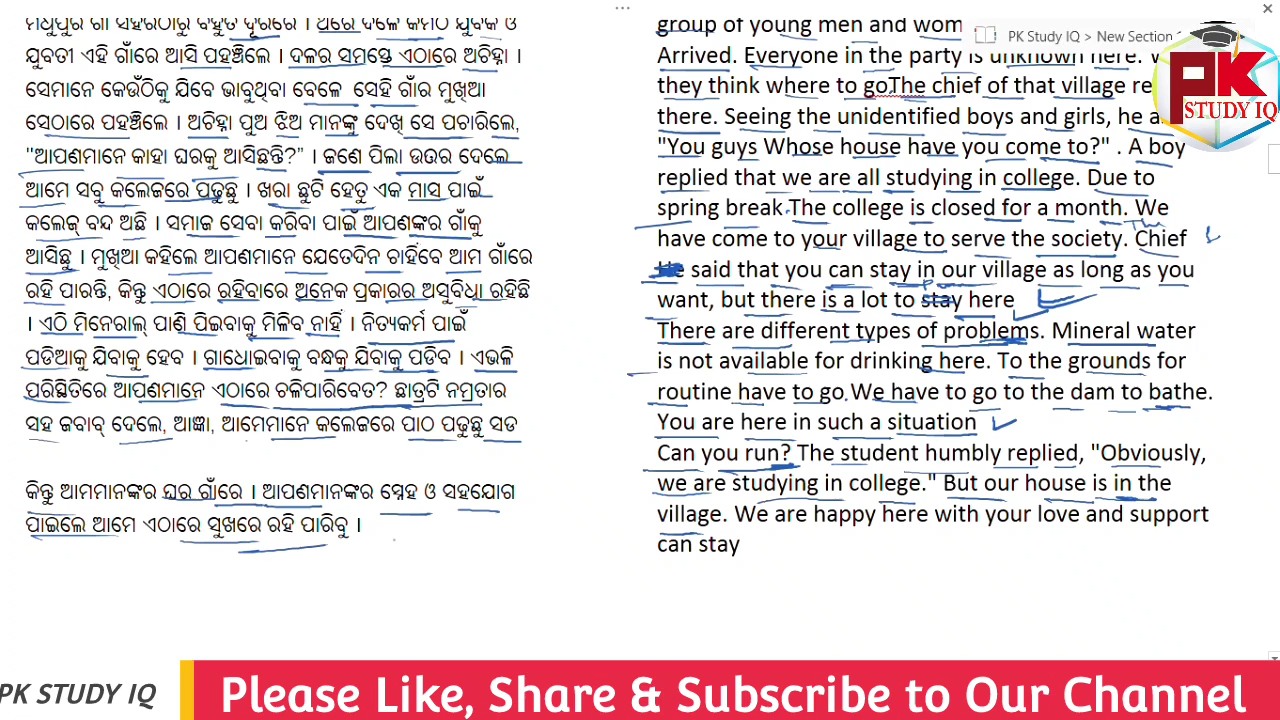 ମଧୁପୁର ଗାଁ ସହରଠାରୁ ବହୁତ ଦୂରରେ । ଥରେ ଦଳେ କମଠ ଯୁବକ ଓ
ଯୁବତୀ ଏହି ଗାଁରେ ଆସି ପହଞ୍ଚିଲେ । ଦଳର ସମସ୍ତେ ଏଠାରେ ଅଚିହ୍ନା ।
ସେମାନେ କେଉଁଠିକୁ ଯିବେ ଭାବୁଥିବା ବେଳେ ସେହି ଗାଁର ମୁଖିଆ
ସେଠାରେ ପହଞ୍ଚିଲେ । ଅଚିହ୍ନା ପୁଅ ଝିଅ ମାନଙ୍କୁ ଦେଖି ସେ ପଚାରିଲେ,
"ଆପଣମାନେ କାହା ଘରକୁ ଆସିଛନ୍ତି?" । ଜଣେ ପିଲା ଉତ୍ତର ଦେଲେ
ଆମେ ସବୁ କଲେଜରେ ପଢୁଛୁ । ଖରା ଛୁଟି ହେତୁ ଏକ ମାସ ପାଇଁ
କଲେଜ୍ ବନ୍ଦ ଅଛି । ସମାଜ ସେବା କରିବା ପାଇଁ ଆପଣଙ୍କର ଗାଁକୁ
ଆସିଛୁ । ମୁଖିଆ କହିଲେ ଆପଣମାନେ ଯେତେଦିନ ଚାହିଁବେ ଆମ ଗାଁରେ
ରହି ପାରନ୍ତି, କିନ୍ତୁ ଏଠାରେ ରହିବାରେ ଅନେକ ପ୍ରକାରର ଅସୁବିଧା ରହିଛି
। ଏଠି ମିନେରାଲ୍ ପାଣି ପିଇବାକୁ ମିଳିବ ନାହିଁ । ନିତ୍ୟକର୍ମ ପାଇଁ
ପଡିଆକୁ ଯିବାକୁ ହେବ । ଗାଧୋଇବାକୁ ବନ୍ଧକୁ ଯିବାକୁ ପଡିବ । ଏଭଳି
ପରିସ୍ଥିତିରେ ଆପଣମାନେ ଏଠାରେ ଚଳିପାରିବେତ? ଛାତ୍ରଟି ନମ୍ରତାର
ସହ ଜବାବ୍ ଦେଲେ, ଆଜ୍ଞା, ଆମେମାନେ କଲେଜରେ ପାଠ ପଢୁଛୁ ସତ
କିନ୍ତୁ ଆମମାନଙ୍କର ଘର ଗାଁରେ । ଆପଣମାନଙ୍କର ସ୍ନେହ ଓ ସହଯୋଗ
ପାଇଲେ ଆମେ ଏଠାରେ ସୁଖରେ ରହି ପାରିବୁ ।
group of young men and wom
Arrived. Everyone in the party is unknown here.
they think where to go.The chief of that village re
there. Seeing the unidentified boys and girls, he a
"You guys Whose house have you come to?" . A boy
replied that we are all studying in college. Due to
spring break.The college is closed for a month. We
have come to your village to serve the society. The Chief
said that you can stay in our village as long as you
want, but there is a lot to stay here
There are different types of problems. Mineral water
is not available for drinking here. To the grounds for
routine have to go.We have to go to the dam to bathe.
You are here in such a situation
Can you run? The student humbly replied, "Obviously,
we are studying in college." But our house is in the
village. We are happy here with your love and support
can stay
PK Study IQ > New Section
PK
STUDY IQ
PK STUDY IQ
Please Like, Share & Subscribe to Our Channel